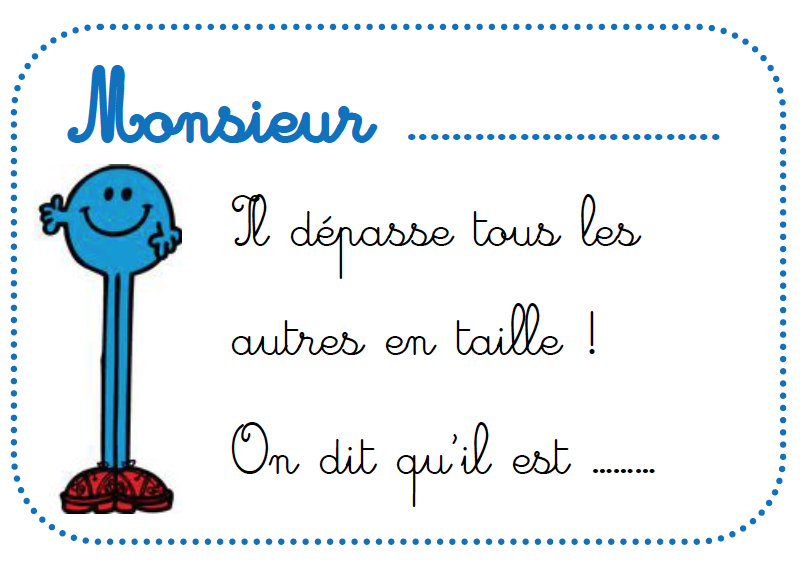 Monsieur ..............................
Il dépasse tous les
autres en taille !
On dit qu'il est .........